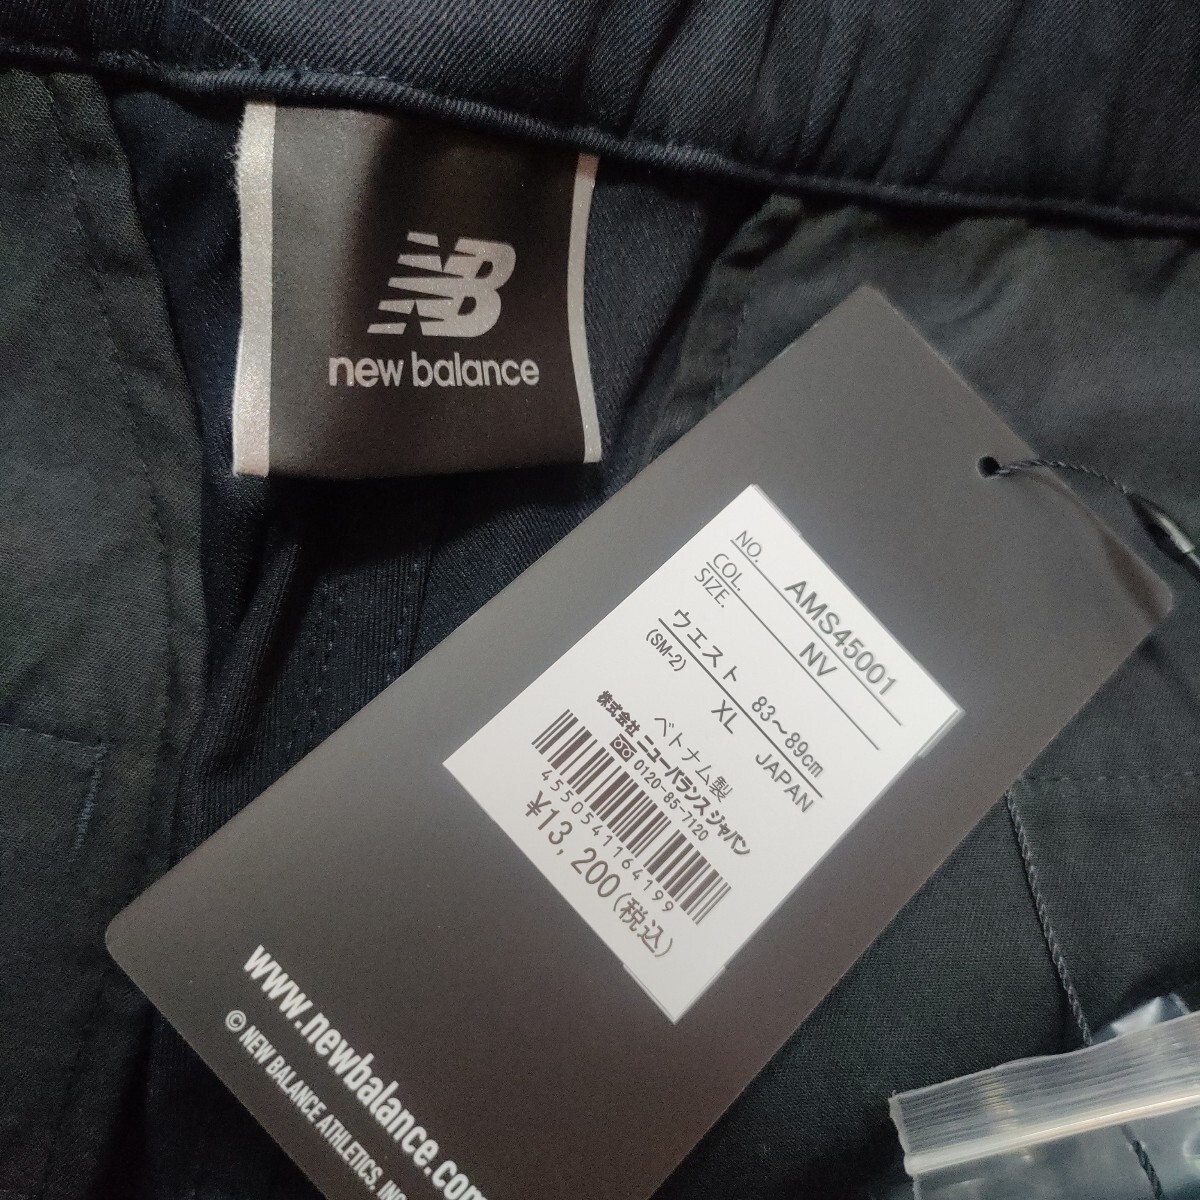 NB
new balance
NO. AMS45001
COL. NV
SIZE.
ウエスト 83〜89cm
(SM-2) XL JAPAN
ベトナム製
株式会社 ニューバランス ジャパン
0120-85-7120
4550541164199
¥13,200(税込)
www.newbalance.com
© NEW BALANCE ATHLETICS, INC